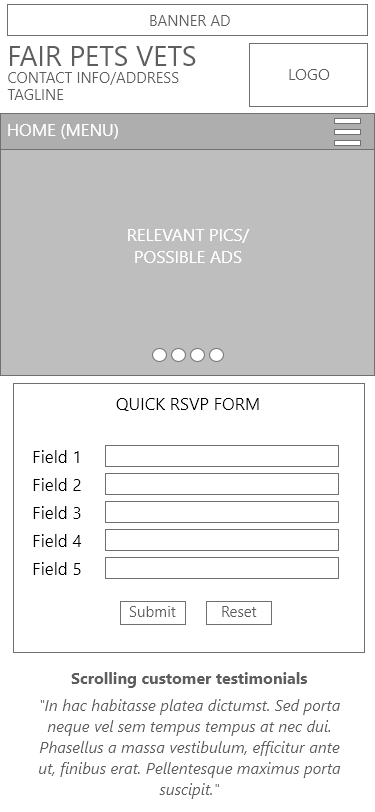 BANNER AD
FAIR PETS VETS
CONTACT INFO/ADDRESS
TAGLINE
LOGO
HOME (MENU)
RELEVANT PICS/
POSSIBLE ADS
QUICK RSVP FORM
Field 1
Field 2
Field 3
Field 4
Field 5
Submit Reset
Scrolling customer testimonials
"In hac habitasse platea dictumst. Sed porta
neque vel sem tempus tempus at nec dui.
Phasellus a massa vestibulum, efficitur ante
ut, finibus erat. Pellentesque maximus porta
suscipit."